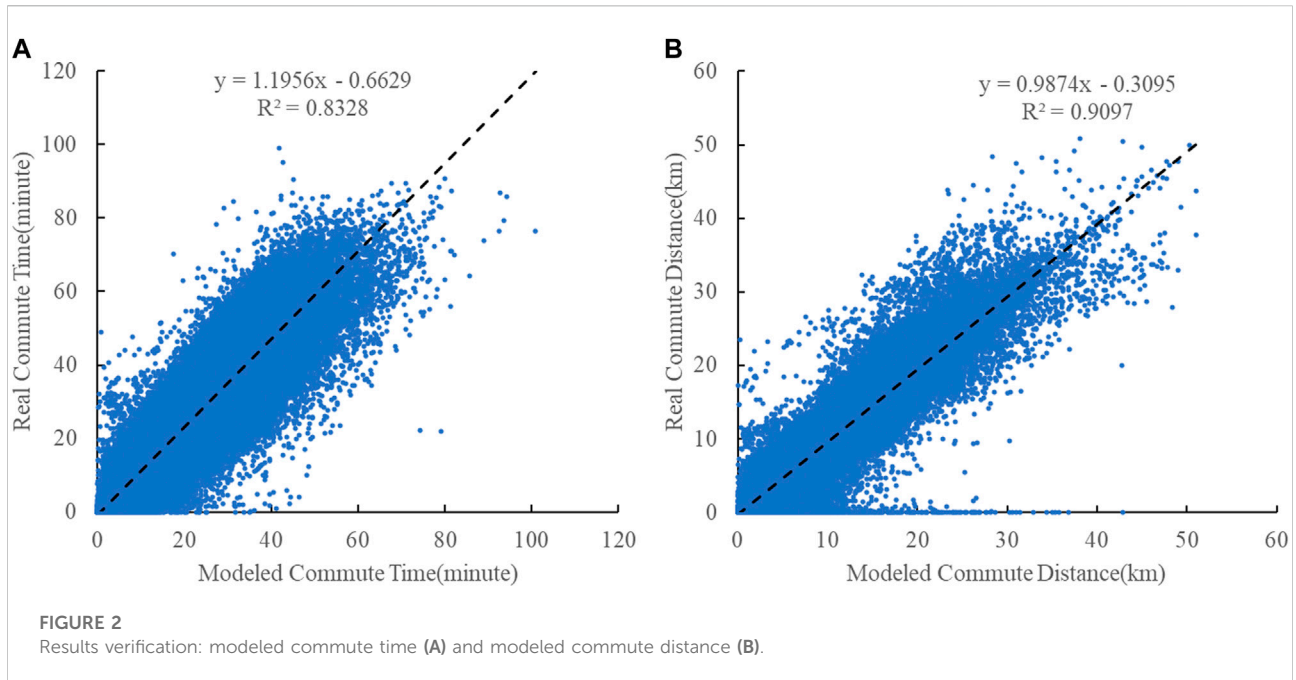 A
y = 1.1956x - 0.6629
R² = 0.8328
Real Commute Time(minute)
120
100
80
60
40
20
0
0 20 40 60 80 100 120
Modeled Commute Time(minute)
B
y = 0.9874x - 0.3095
R² = 0.9097
Real Commute Distance(km)
60
50
40
30
20
10
0
0 10 20 30 40 50 60
Modeled Commute Distance(km)
FIGURE 2
Results verification: modeled commute time (A) and modeled commute distance (B).